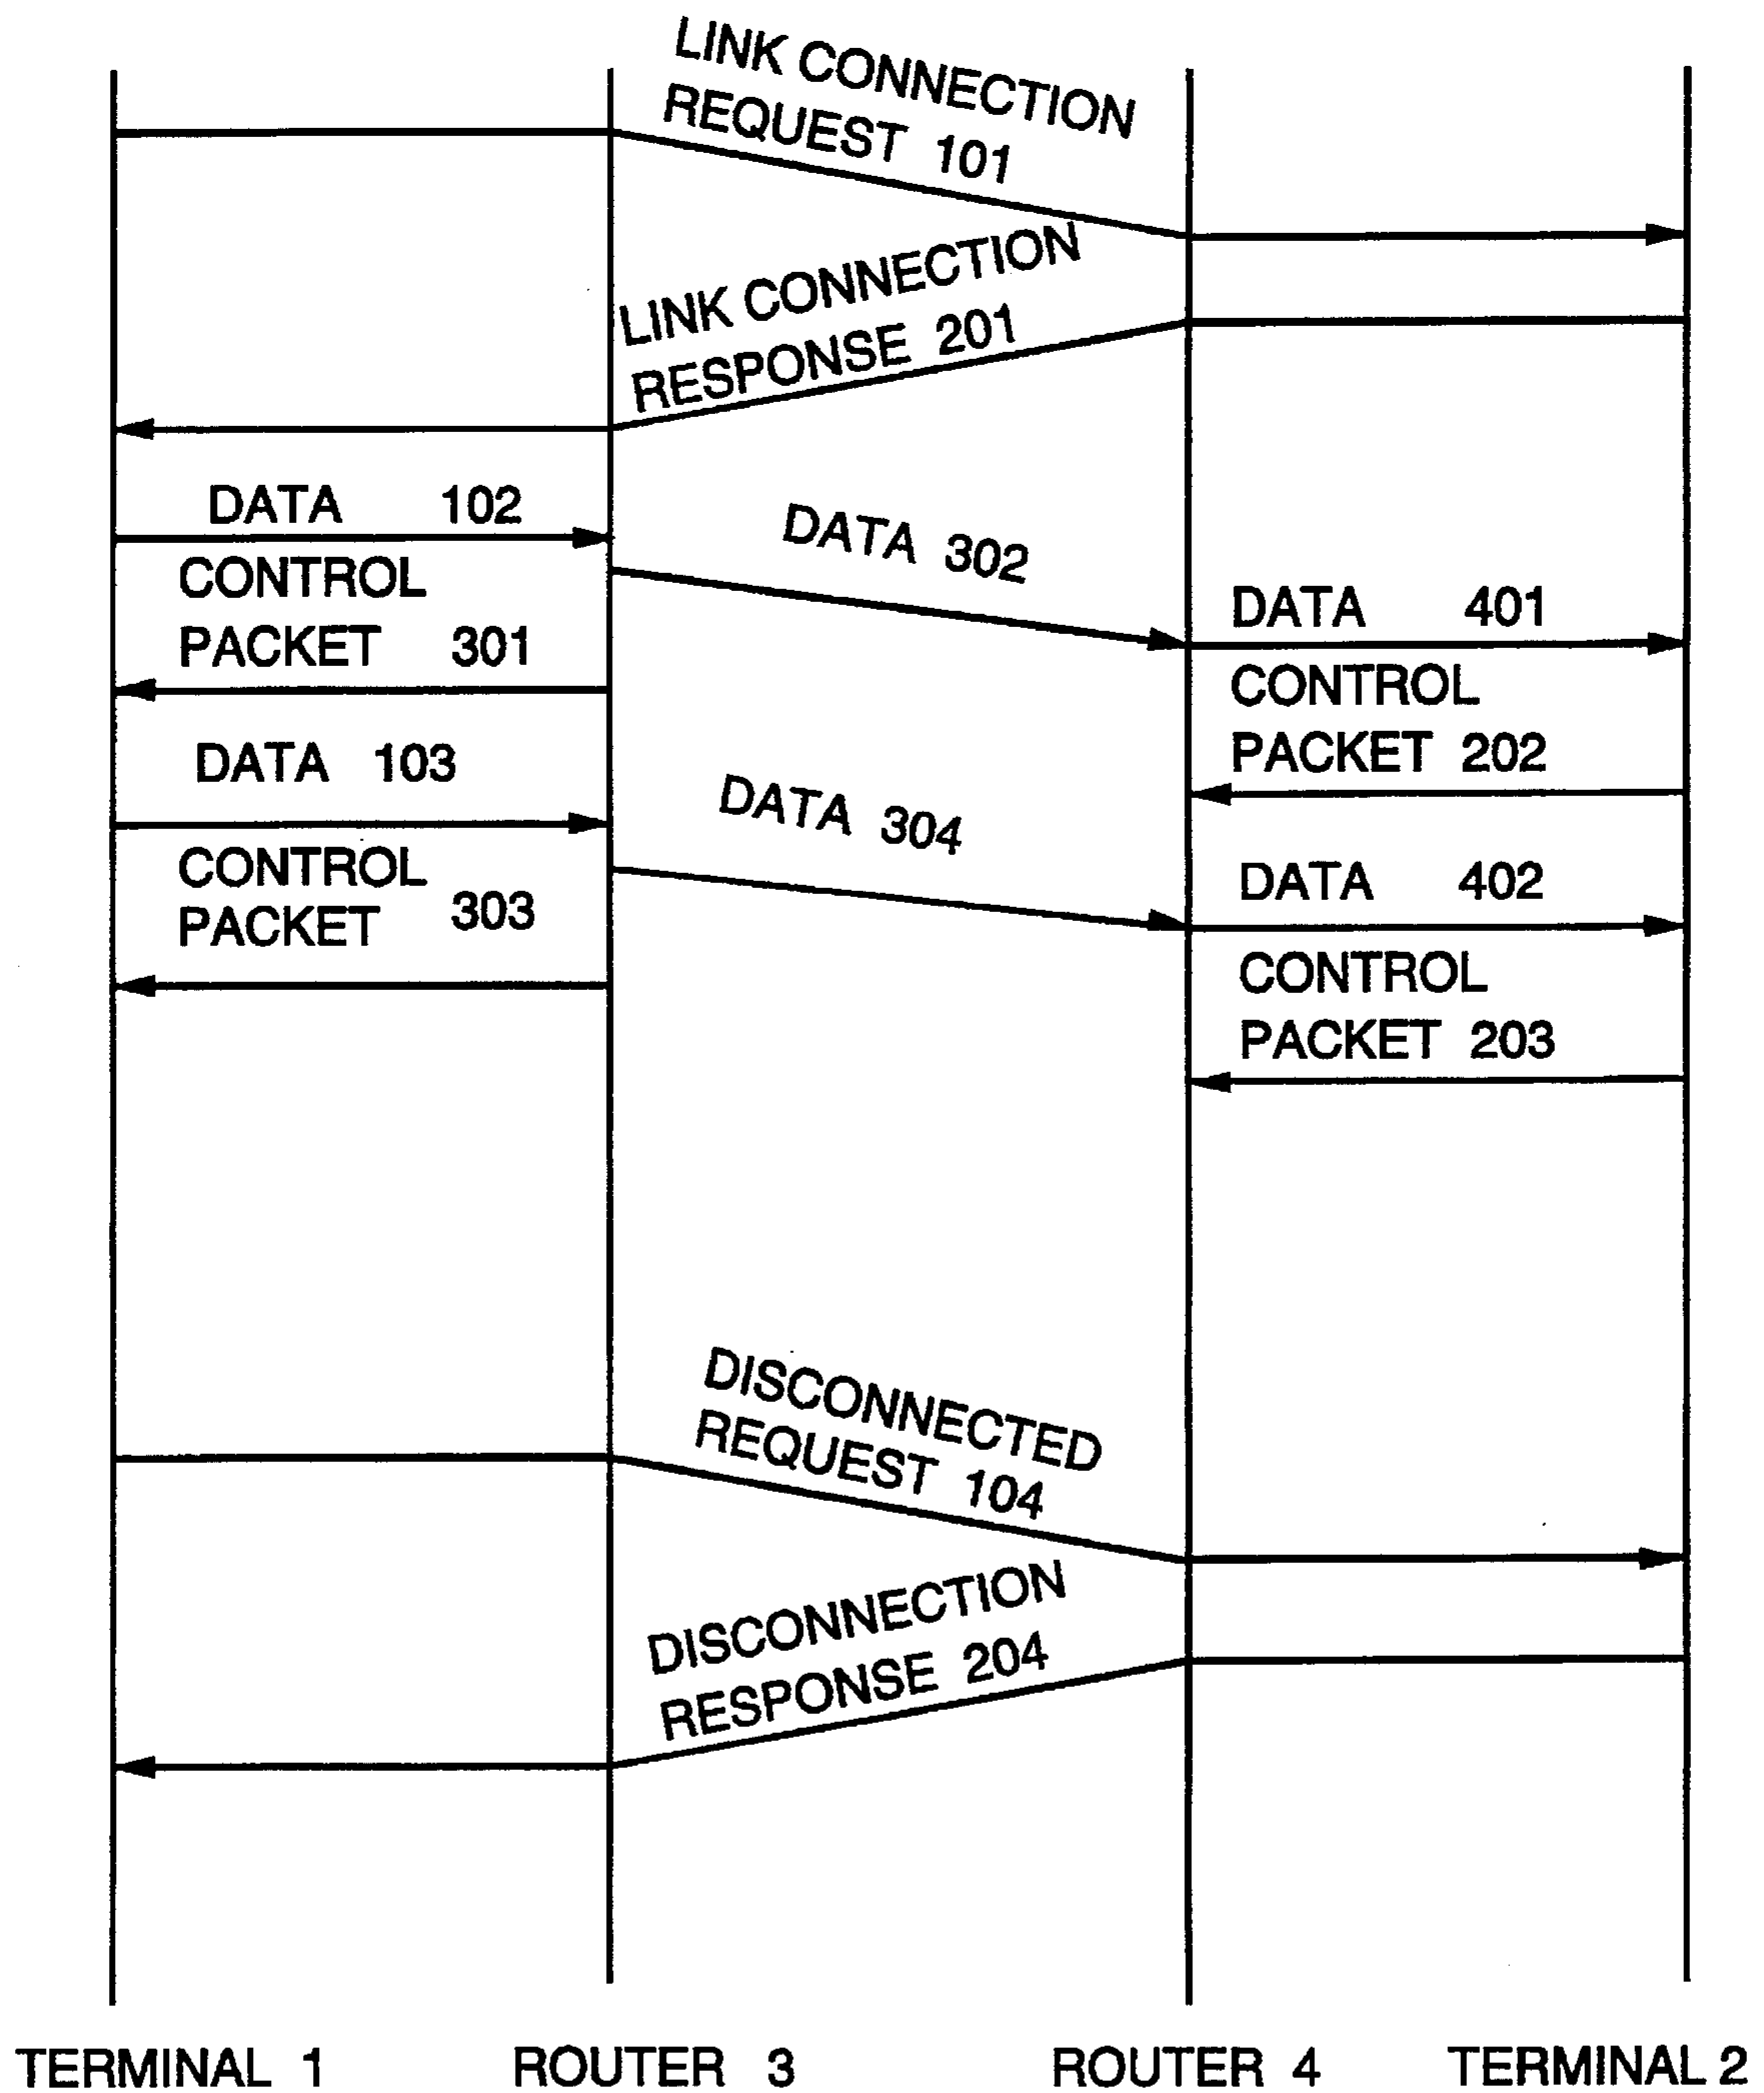 LINK CONNECTION
REQUEST 101
LINK CONNECTION
RESPONSE 201
DATA 102
CONTROL
PACKET 301
DATA 302
DATA 401
CONTROL
PACKET 202
DATA 103
CONTROL
PACKET 303
DATA 304
DATA 402
CONTROL
PACKET 203
DISCONNECTED
REQUEST 104
DISCONNECTION
RESPONSE 204
TERMINAL 1
ROUTER 3
ROUTER 4
TERMINAL 2